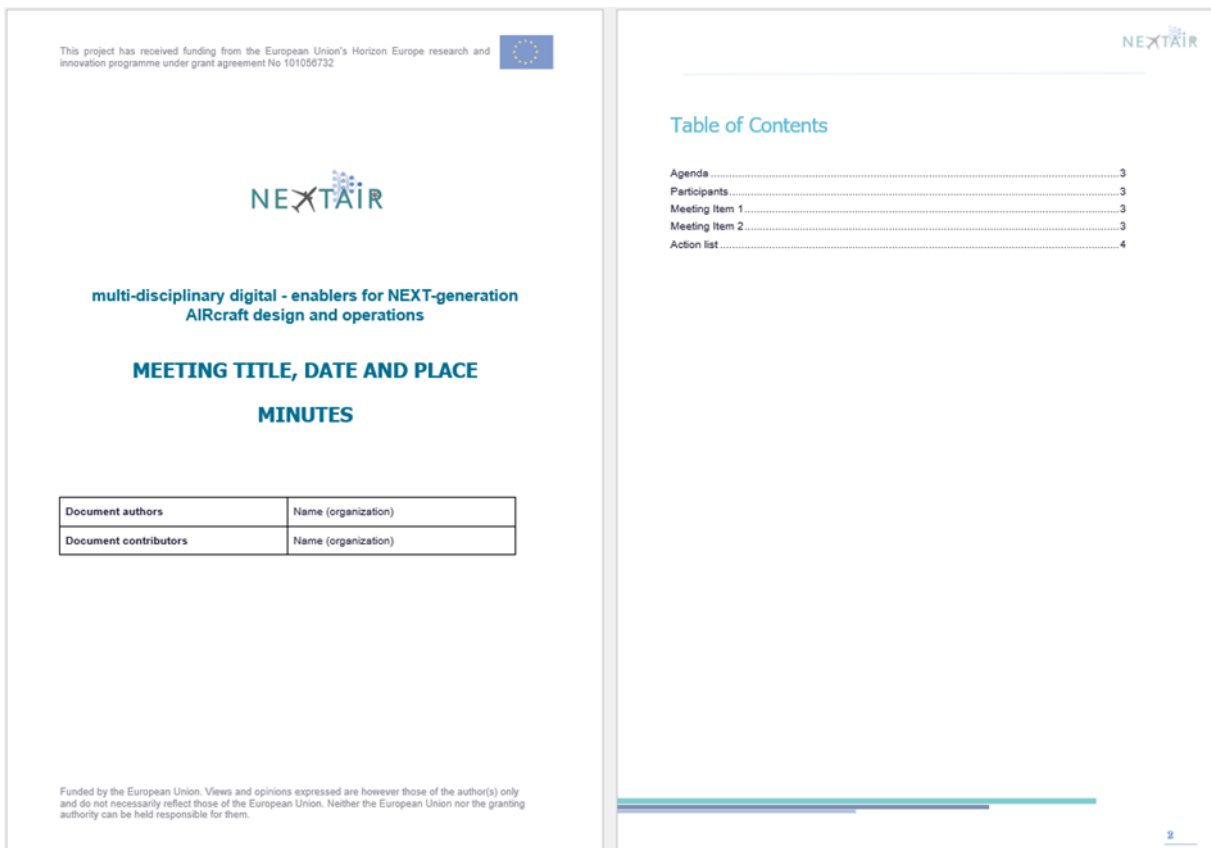 This project has received funding from the European Union's Horizon Europe research and
innovation programme under grant agreement No 101056732
NEXTAIR
multi-disciplinary digital - enablers for NEXT-generation
AIRcraft design and operations
MEETING TITLE, DATE AND PLACE
MINUTES
Document authors Name (organization)
Document contributors Name (organization)
Funded by the European Union. Views and opinions expressed are however those of the author(s) only
and do not necessarily reflect those of the European Union. Neither the European Union nor the granting
authority can be held responsible for them.
NEXTAIR
Table of Contents
Agenda ........ 3
Participants ........ 3
Meeting Item 1 ........ 3
Meeting Item 2 ........ 3
Action list ........ 4
2